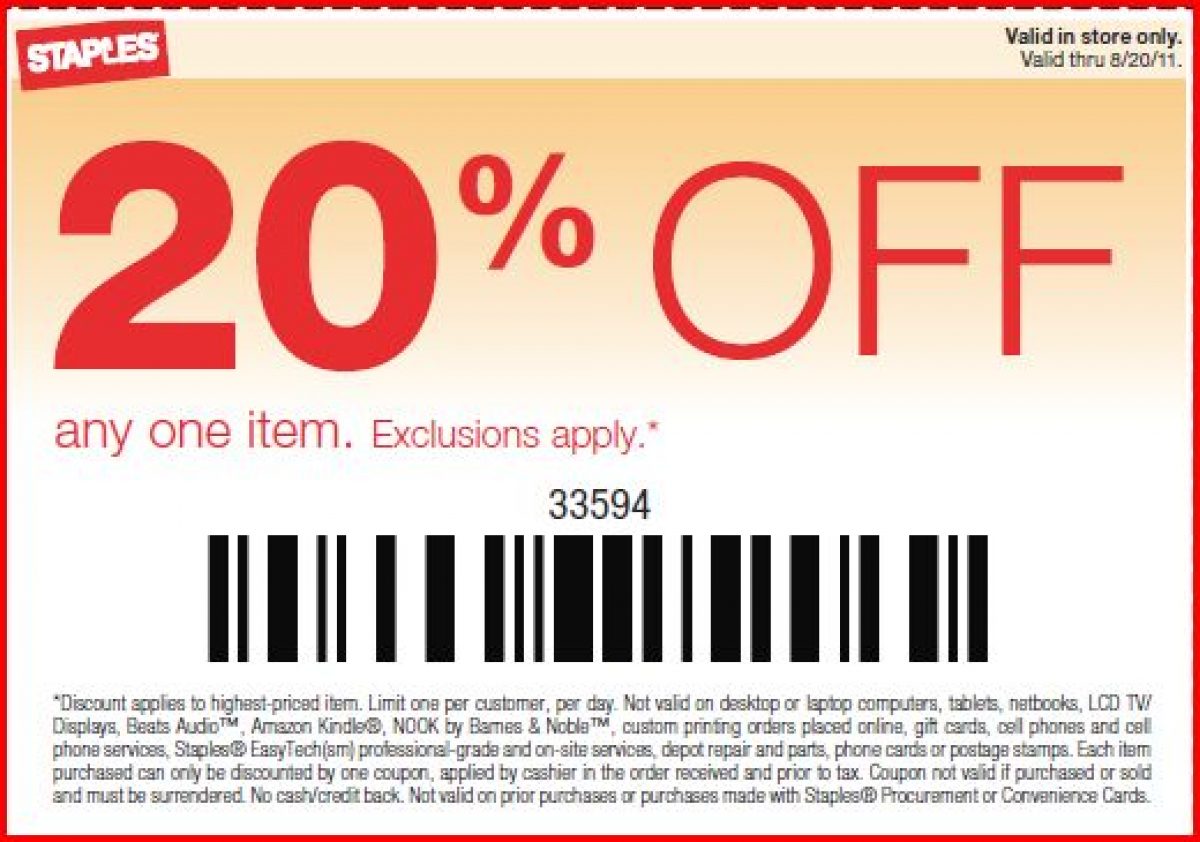 STAPLES
Valid in store only.
Valid thru 8/20/11.
20% OFF
any one item. Exclusions apply.*
33594
*Discount applies to highest-priced item. Limit one per customer, per day. Not valid on desktop or laptop computers, tablets, netbooks, LCD TV/
Displays, Beats Audio™, Amazon Kindle®, NOOK by Barnes & Noble™, custom printing orders placed online, gift cards, cell phones and cell
phone services, Staples® EasyTech(sm) professional-grade and on-site services, depot repair and parts, phone cards or postage stamps. Each item
purchased can only be discounted by one coupon, applied by cashier in the order received and prior to tax. Coupon not valid if purchased or sold
and must be surrendered. No cash/credit back. Not valid on prior purchases or purchases made with Staples® Procurement or Convenience Cards.